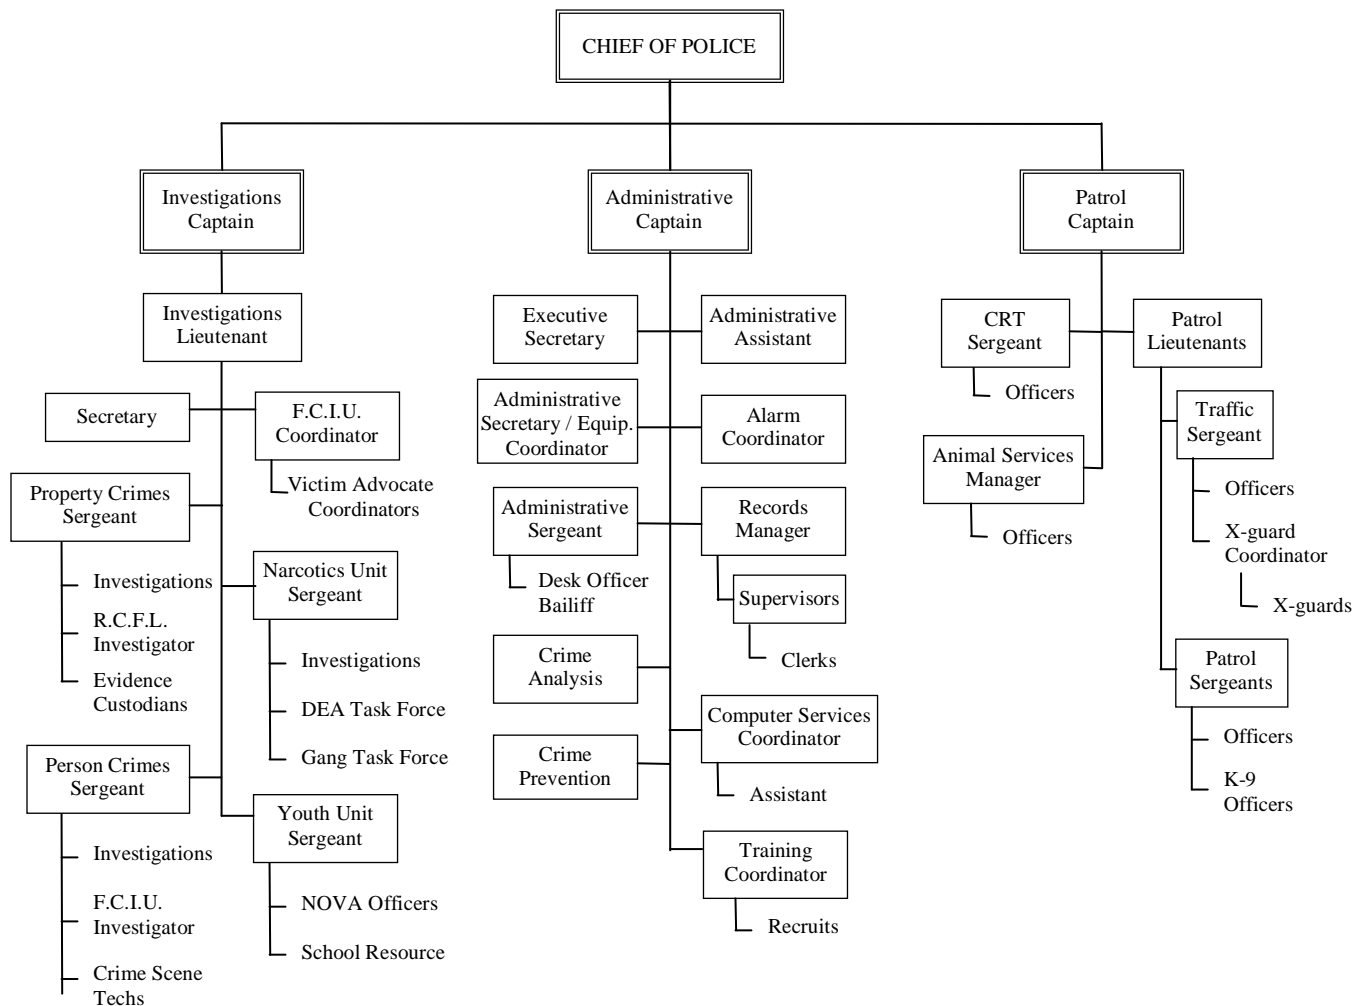 CHIEF OF POLICE
Investigations
Captain
Administrative
Captain
Patrol
Captain
Investigations
Lieutenant
Secretary
F.C.I.U.
Coordinator
Victim Advocate
Coordinators
Property Crimes
Sergeant
Investigations
R.C.F.L.
Investigator
Evidence
Custodians
Narcotics Unit
Sergeant
Investigations
DEA Task Force
Gang Task Force
Person Crimes
Sergeant
Investigations
F.C.I.U.
Investigator
Crime Scene
Techs
Youth Unit
Sergeant
NOVA Officers
School Resource
Executive
Secretary
Administrative
Assistant
Administrative
Secretary / Equip.
Coordinator
Alarm
Coordinator
Administrative
Sergeant
Desk Officer
Bailiff
Records
Manager
Supervisors
Clerks
Crime
Analysis
Computer Services
Coordinator
Assistant
Crime
Prevention
Training
Coordinator
Recruits
CRT
Sergeant
Officers
Patrol
Lieutenants
Animal Services
Manager
Officers
Traffic
Sergeant
Officers
X-guard
Coordinator
X-guards
Patrol
Sergeants
Officers
K-9
Officers